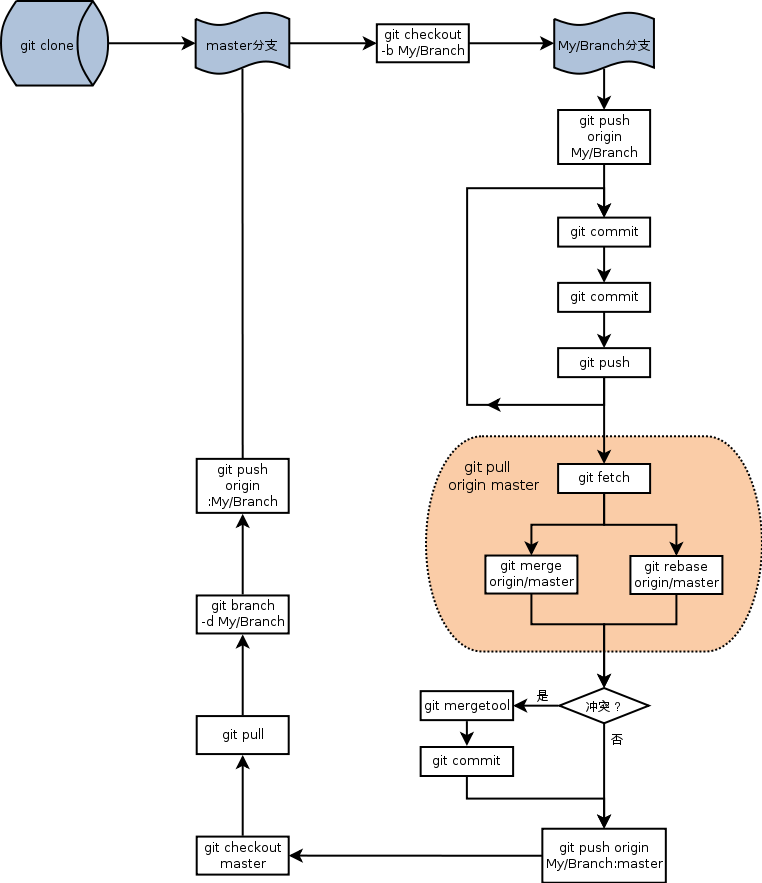 git clone
master分支
git checkout
-b My/Branch
My/Branch分支
git push
origin
My/Branch
git commit
git commit
git push
git pull
origin master
git fetch
git merge
origin/master
git rebase
origin/master
冲突？
是
否
git mergetool
git commit
git push origin
My/Branch:master
git checkout
master
git pull
git branch
-d My/Branch
git push
origin
:My/Branch